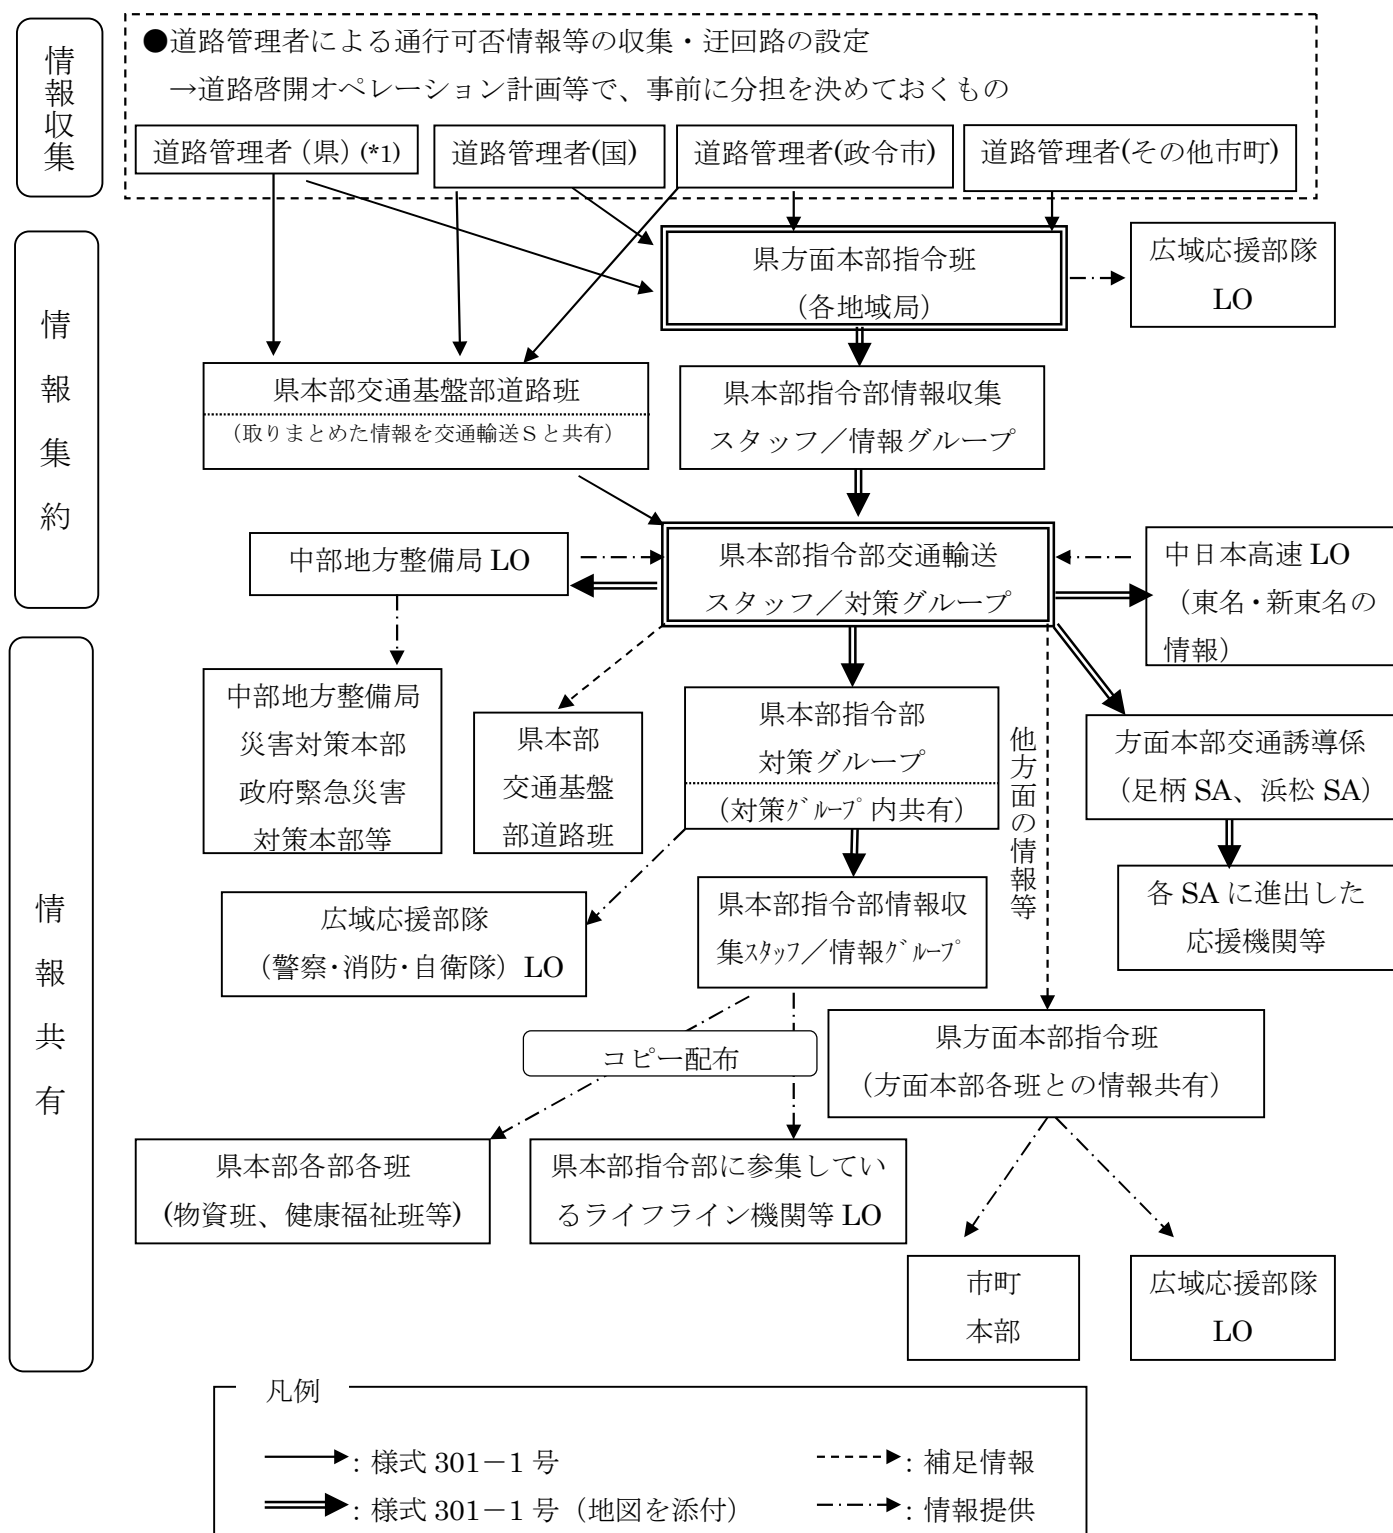 情報収集
●道路管理者による通行可否情報等の収集・迂回路の設定
→道路啓開オペレーション計画等で、事前に分担を決めておくもの
道路管理者（県）(*1)
道路管理者(国)
道路管理者(政令市)
道路管理者(その他市町)
情報集約
県方面本部指令班
（各地域局）
広域応援部隊
LO
県本部交通基盤部道路班
（取りまとめた情報を交通輸送Ｓと共有）
県本部指令部情報収集
スタッフ／情報グループ
中部地方整備局 LO
県本部指令部交通輸送
スタッフ／対策グループ
中日本高速 LO
（東名・新東名の
情報）
情報共有
中部地方整備局
災害対策本部
政府緊急災害
対策本部等
県本部
交通基盤
部道路班
県本部指令部
対策グループ
（対策ｸﾞﾙｰﾌﾟ内共有）
他方面の情報等
方面本部交通誘導係
（足柄 SA、浜松 SA）
広域応援部隊
（警察・消防・自衛隊）LO
県本部指令部情報収
集ｽﾀｯﾌ／情報ｸﾞﾙｰﾌﾟ
各 SA に進出した
応援機関等
コピー配布
県方面本部指令班
（方面本部各班との情報共有）
県本部各部各班
(物資班、健康福祉班等)
県本部指令部に参集してい
るライフライン機関等 LO
市町
本部
広域応援部隊
LO
凡例
：様式 301－1 号
：補足情報
：様式 301－1 号（地図を添付）
：情報提供